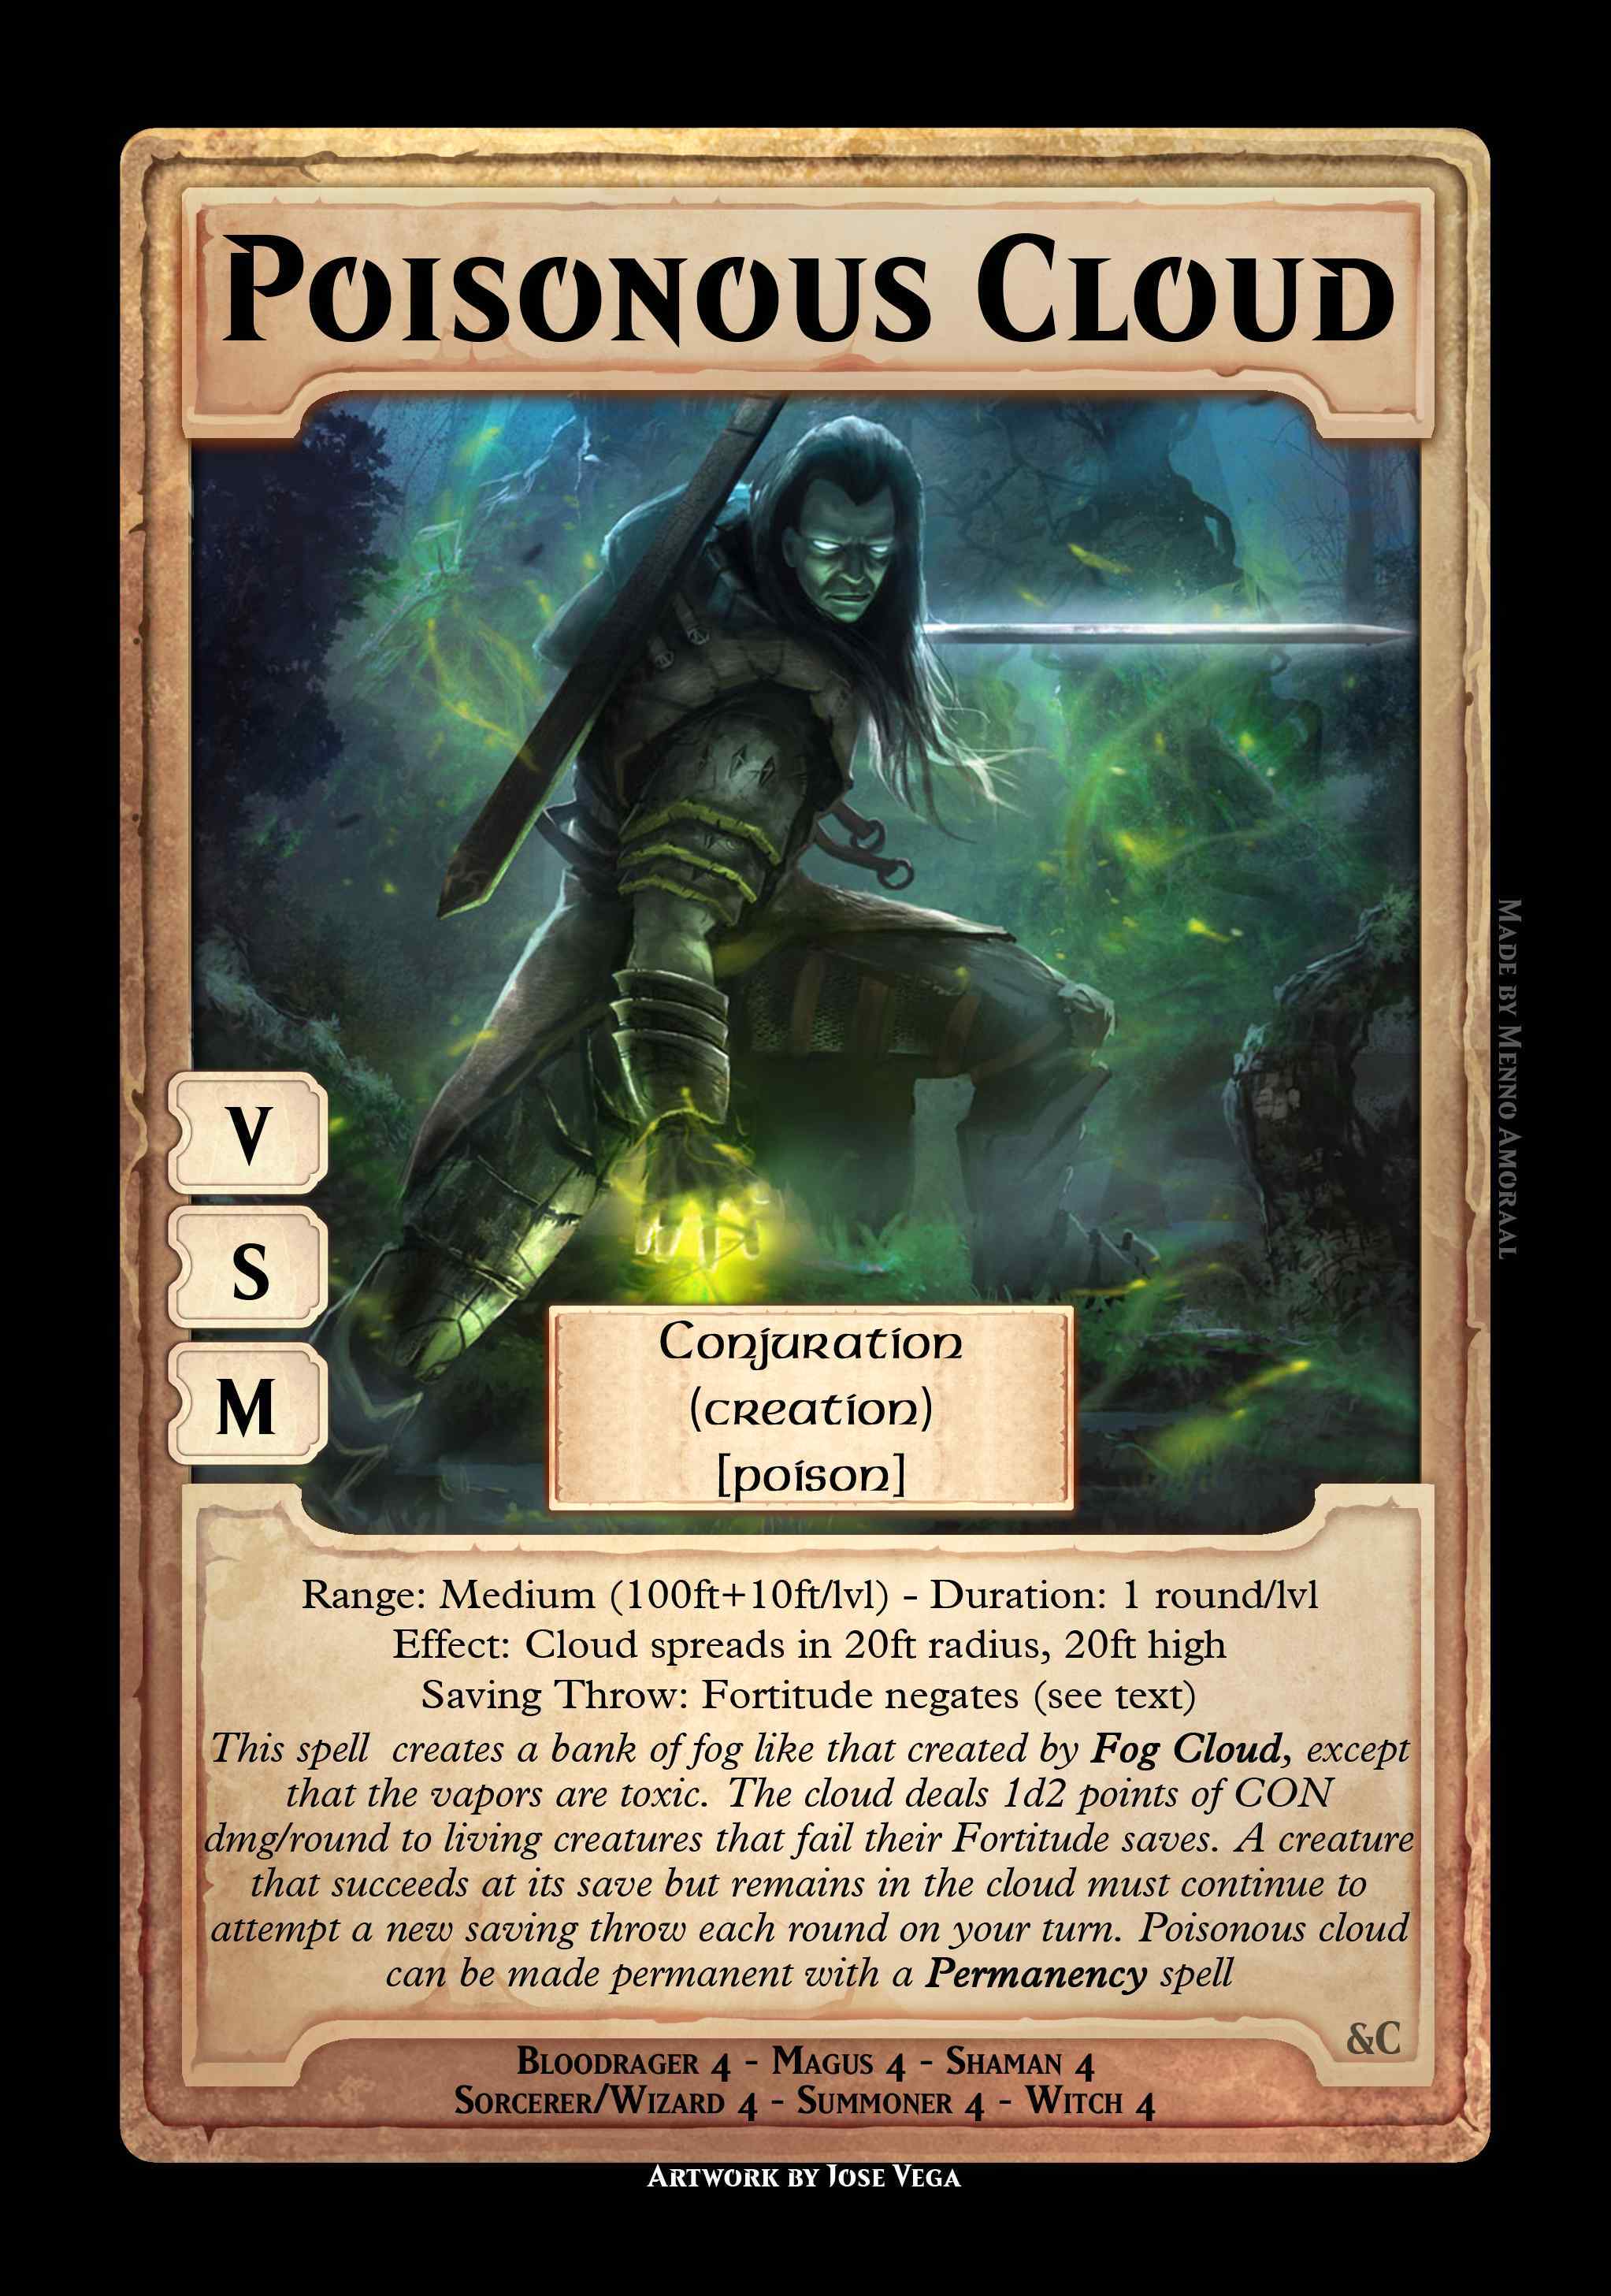 Poisonous Cloud
V
S
M
Conjuration
(creation)
[poison]
Range: Medium (100ft+10ft/lvl) - Duration: 1 round/lvl
Effect: Cloud spreads in 20ft radius, 20ft high
Saving Throw: Fortitude negates (see text)
This spell  creates a bank of fog like that created by Fog Cloud, except
that the vapors are toxic. The cloud deals 1d2 points of CON
dmg/round to living creatures that fail their Fortitude saves. A creature
that succeeds at its save but remains in the cloud must continue to
attempt a new saving throw each round on your turn. Poisonous cloud
can be made permanent with a Permanency spell
&C
Bloodrager 4 - Magus 4 - Shaman 4
Sorcerer/Wizard 4 - Summoner 4 - Witch 4
Artwork by Jose Vega
Made by Menno Amoraal